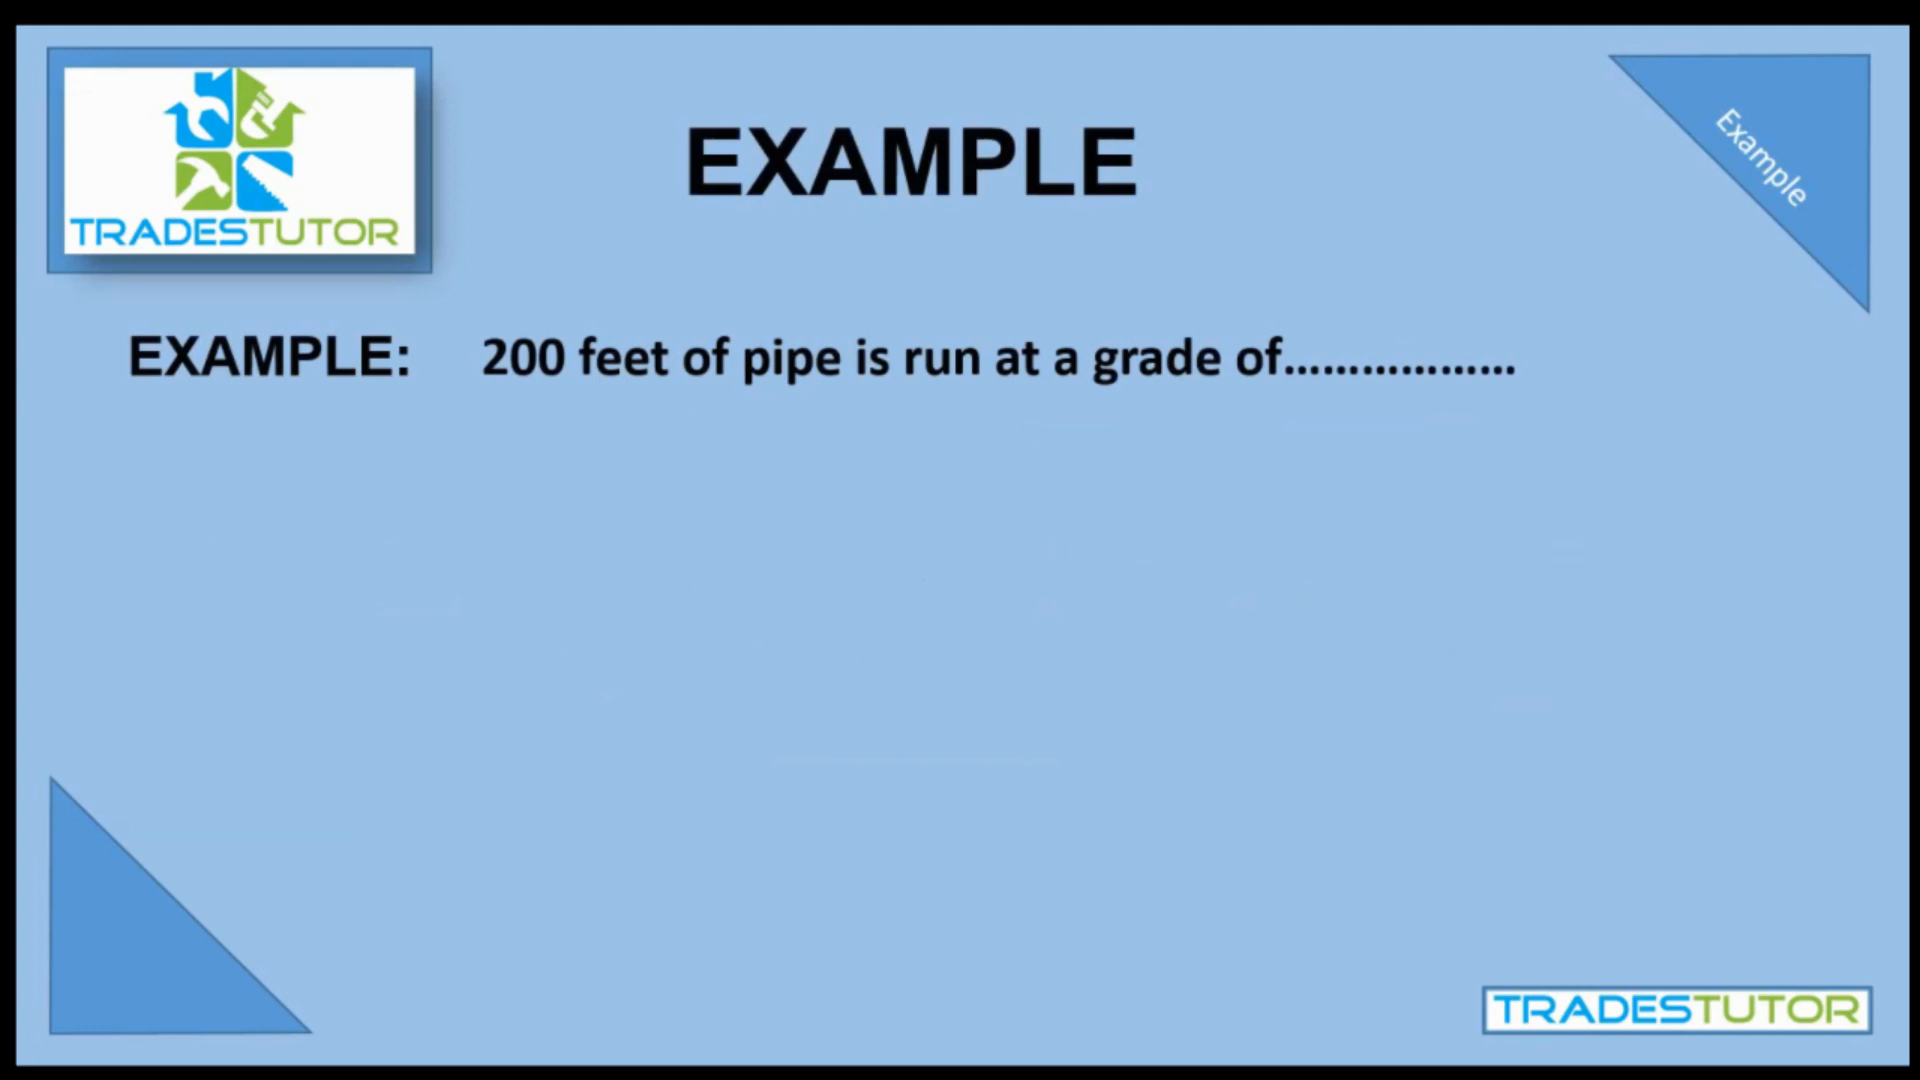 TRADESTUTOR
EXAMPLE
Example
EXAMPLE: 200 feet of pipe is run at a grade of..................
TRADESTUTOR